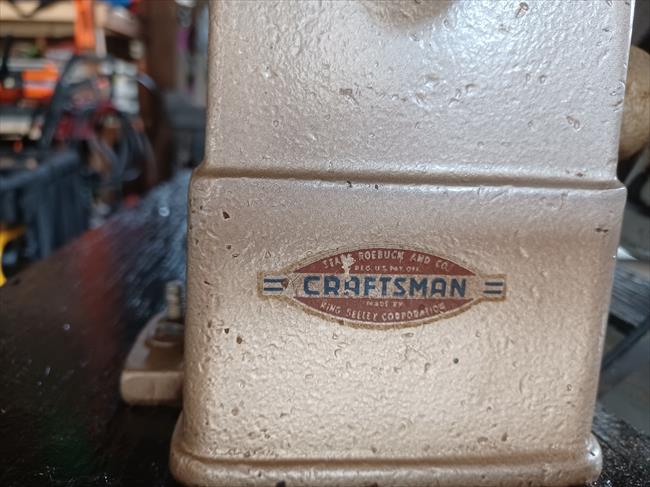 SEARS, ROEBUCK AND CO.
REG. U.S. PAT. OFF.
CRAFTSMAN
MADE BY
KING SEELEY CORPORATION